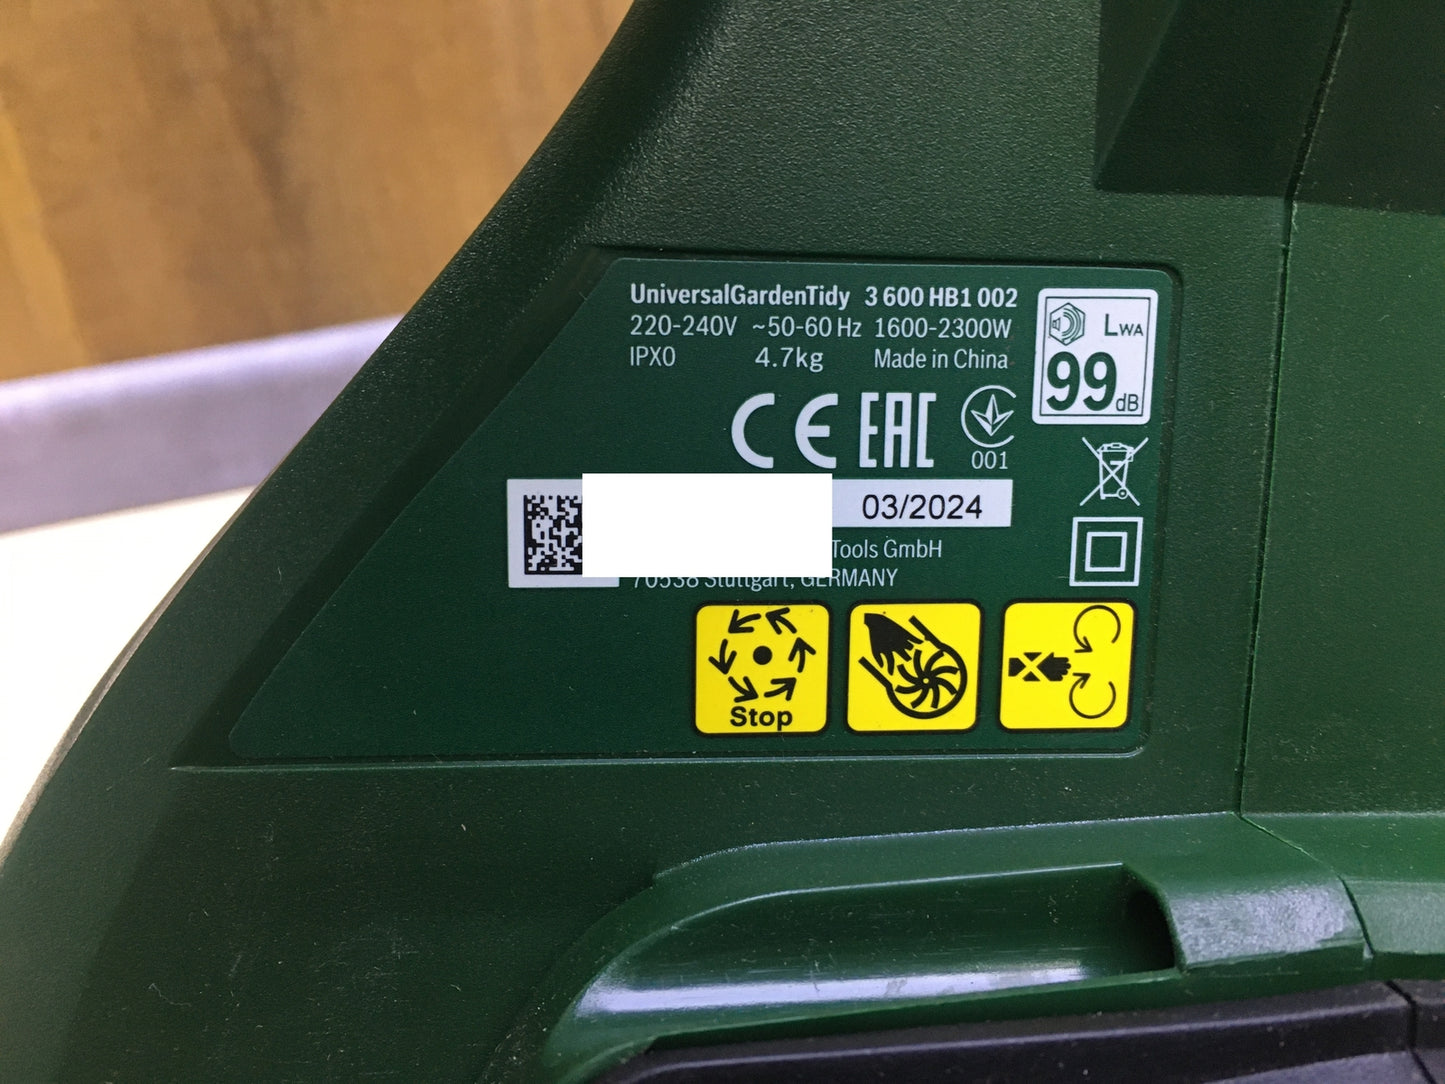 UniversalGardenTidy 3 600 HB1 002
220-240V ~50-60 Hz 1600-2300W
IPX0 4.7kg Made in China
LWA
99 dB
CE EAC
001
03/2024
Tools GmbH
70538 Stuttgart, GERMANY
Stop